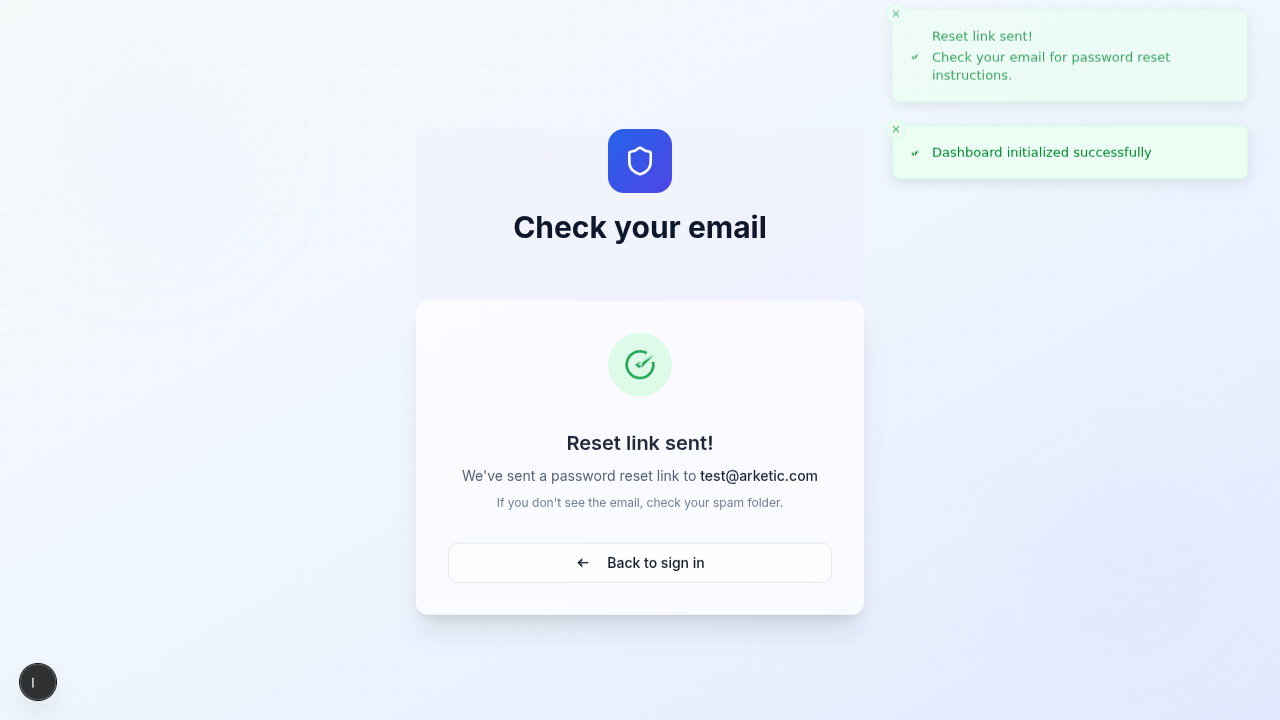 Reset link sent!
Check your email for password reset
instructions.
Dashboard initialized successfully
Check your email
Reset link sent!
We've sent a password reset link to test@arketic.com
If you don't see the email, check your spam folder.
Back to sign in